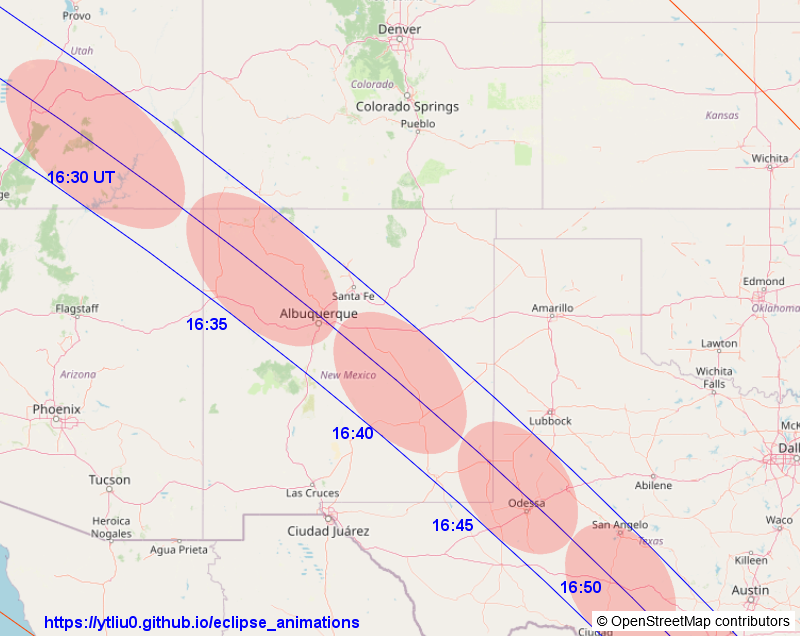 Provo
Denver
Utah
Colorado
Colorado Springs
Kansas
Pueblo
Wichita
16:30 UT
ge
Santa Fe
Edmond
Flagstaff
Albuquerque
Amarillo
Oklahoma
16:35
Lawton
Arizona
New Mexico
Wichita
Falls
Phoenix
Lubbock
McK
16:40
Dall
Tucson
Abilene
Las Cruces
Odessa
Heroica
Nogales
Ciudad Juárez
16:45
San Angelo
Waco
Texas
Agua Prieta
Killeen
16:50
Austin
https://ytliu0.github.io/eclipse_animations
© OpenStreetMap contributors
Ciudad